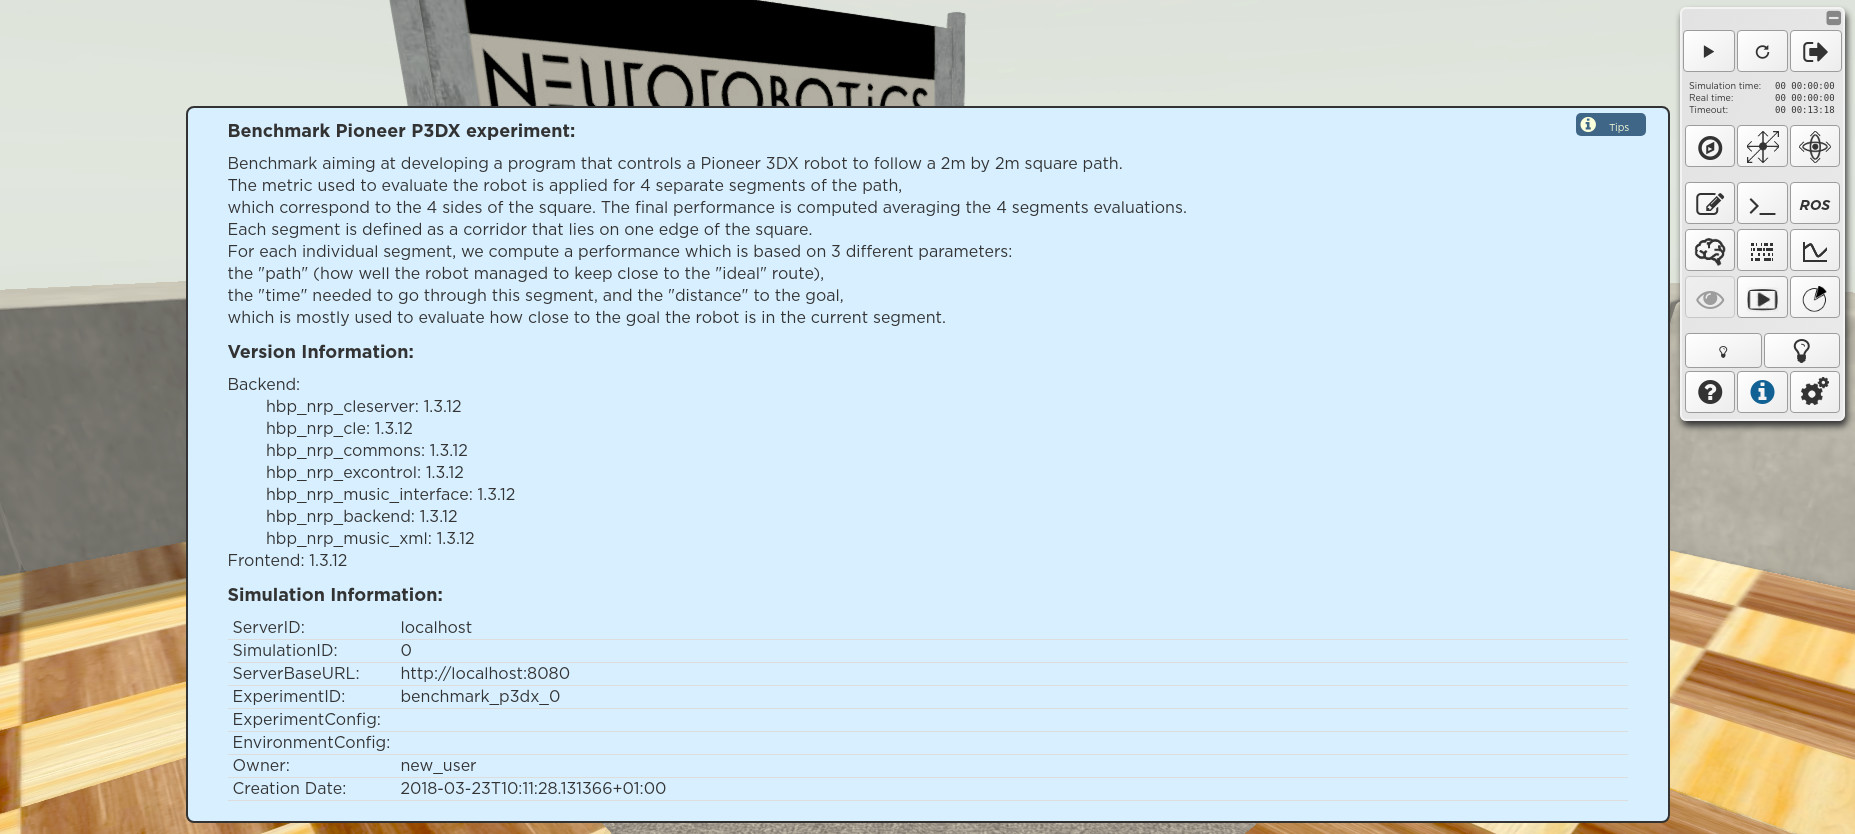 NEUROROBOTICS
Benchmark Pioneer P3DX experiment:
Tips
Benchmark aiming at developing a program that controls a Pioneer 3DX robot to follow a 2m by 2m square path.
The metric used to evaluate the robot is applied for 4 separate segments of the path,
which correspond to the 4 sides of the square. The final performance is computed averaging the 4 segments evaluations.
Each segment is defined as a corridor that lies on one edge of the square.
For each individual segment, we compute a performance which is based on 3 different parameters:
the "path" (how well the robot managed to keep close to the "ideal" route),
the "time" needed to go through this segment, and the "distance" to the goal,
which is mostly used to evaluate how close to the goal the robot is in the current segment.
Version Information:
Backend:
hbp_nrp_cleserver: 1.3.12
hbp_nrp_cle: 1.3.12
hbp_nrp_commons: 1.3.12
hbp_nrp_excontrol: 1.3.12
hbp_nrp_music_interface: 1.3.12
hbp_nrp_backend: 1.3.12
hbp_nrp_music_xml: 1.3.12
Frontend: 1.3.12
Simulation Information:
ServerID: localhost
SimulationID: 0
ServerBaseURL: http://localhost:8080
ExperimentID: benchmark_p3dx_0
ExperimentConfig:
EnvironmentConfig:
Owner: new_user
Creation Date: 2018-03-23T10:11:28.131366+01:00
Simulation time: 00 00:00:00
Real time: 00 00:00:00
Timeout: 00 00:13:18
ROS